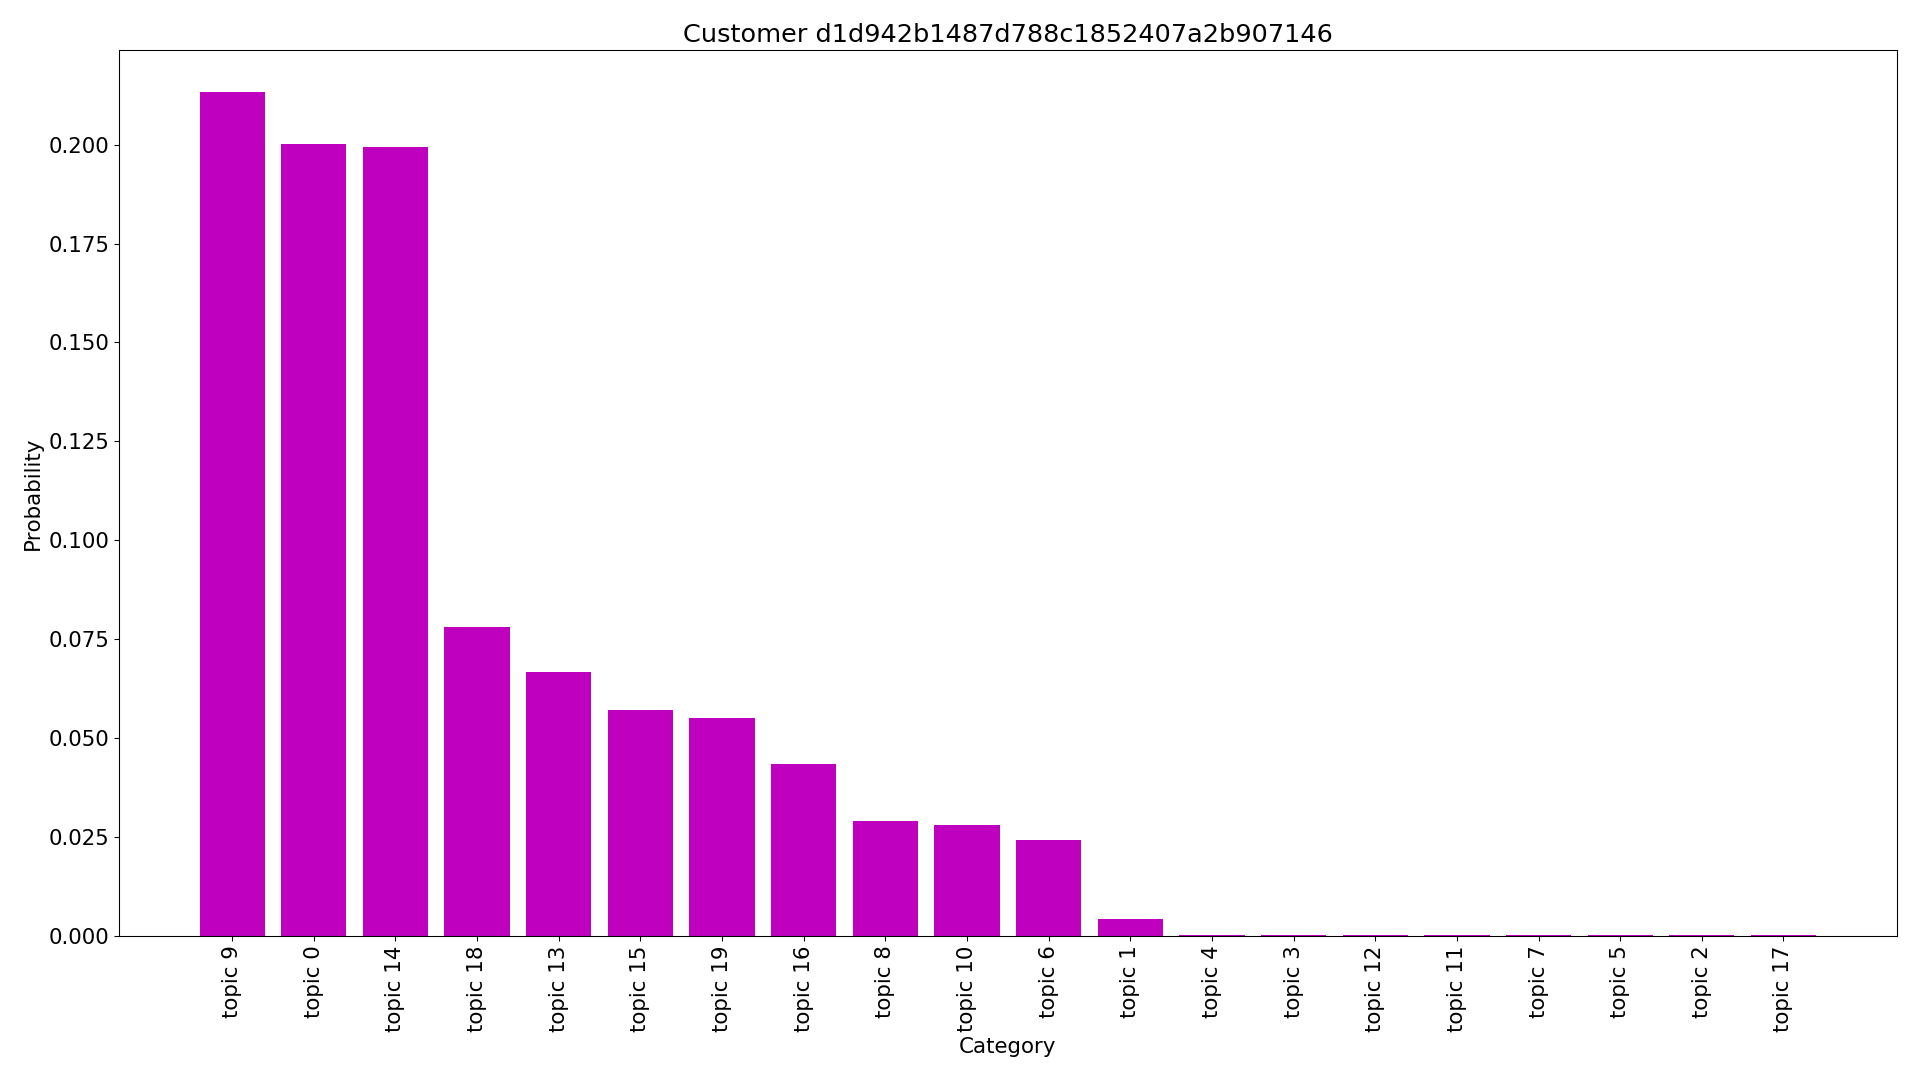 Customer d1d942b1487d788c1852407a2b907146
Probability
0.200
0.175
0.150
0.125
0.100
0.075
0.050
0.025
0.000
topic 9
topic 0
topic 14
topic 18
topic 13
topic 15
topic 19
topic 16
topic 8
topic 10
topic 6
topic 1
topic 4
topic 3
topic 12
topic 11
topic 7
topic 5
topic 2
topic 17
Category